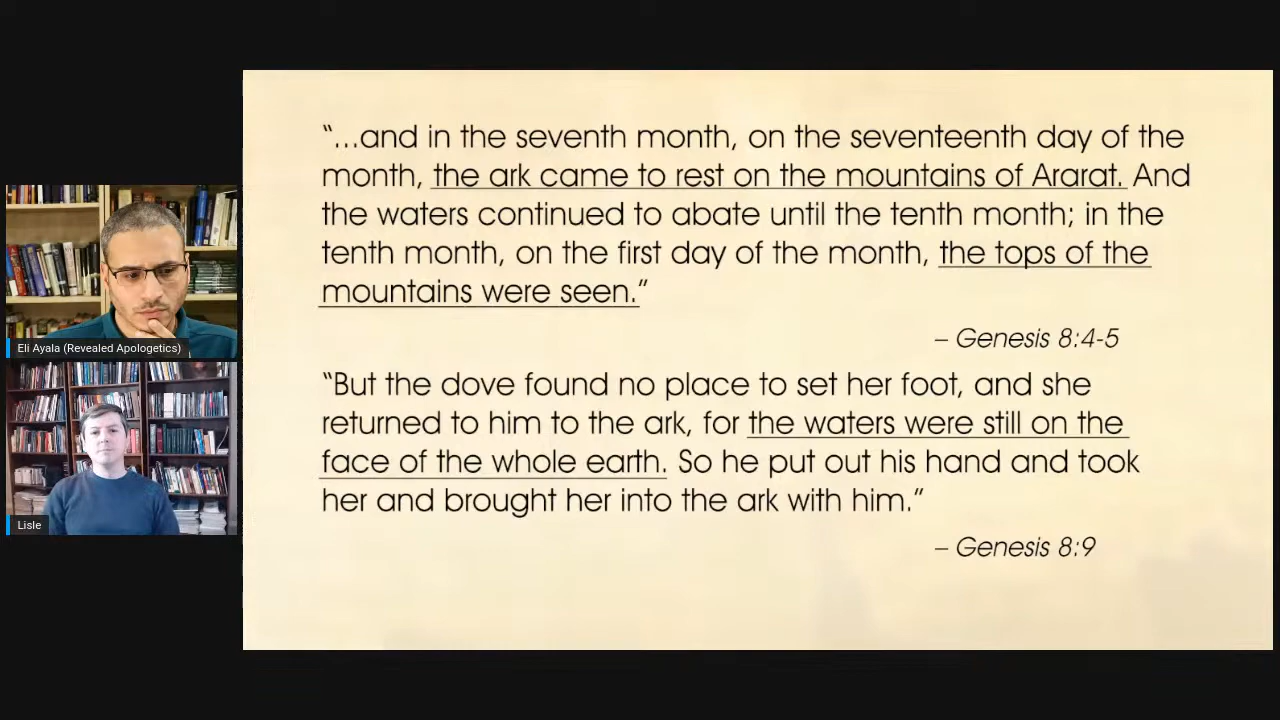 “...and in the seventh month, on the seventeenth day of the
month, the ark came to rest on the mountains of Ararat. And
the waters continued to abate until the tenth month; in the
tenth month, on the first day of the month, the tops of the
mountains were seen.”
– Genesis 8:4-5
“But the dove found no place to set her foot, and she
returned to him to the ark, for the waters were still on the
face of the whole earth. So he put out his hand and took
her and brought her into the ark with him.”
– Genesis 8:9
Eli Ayala (Revealed Apologetics)
Lisle